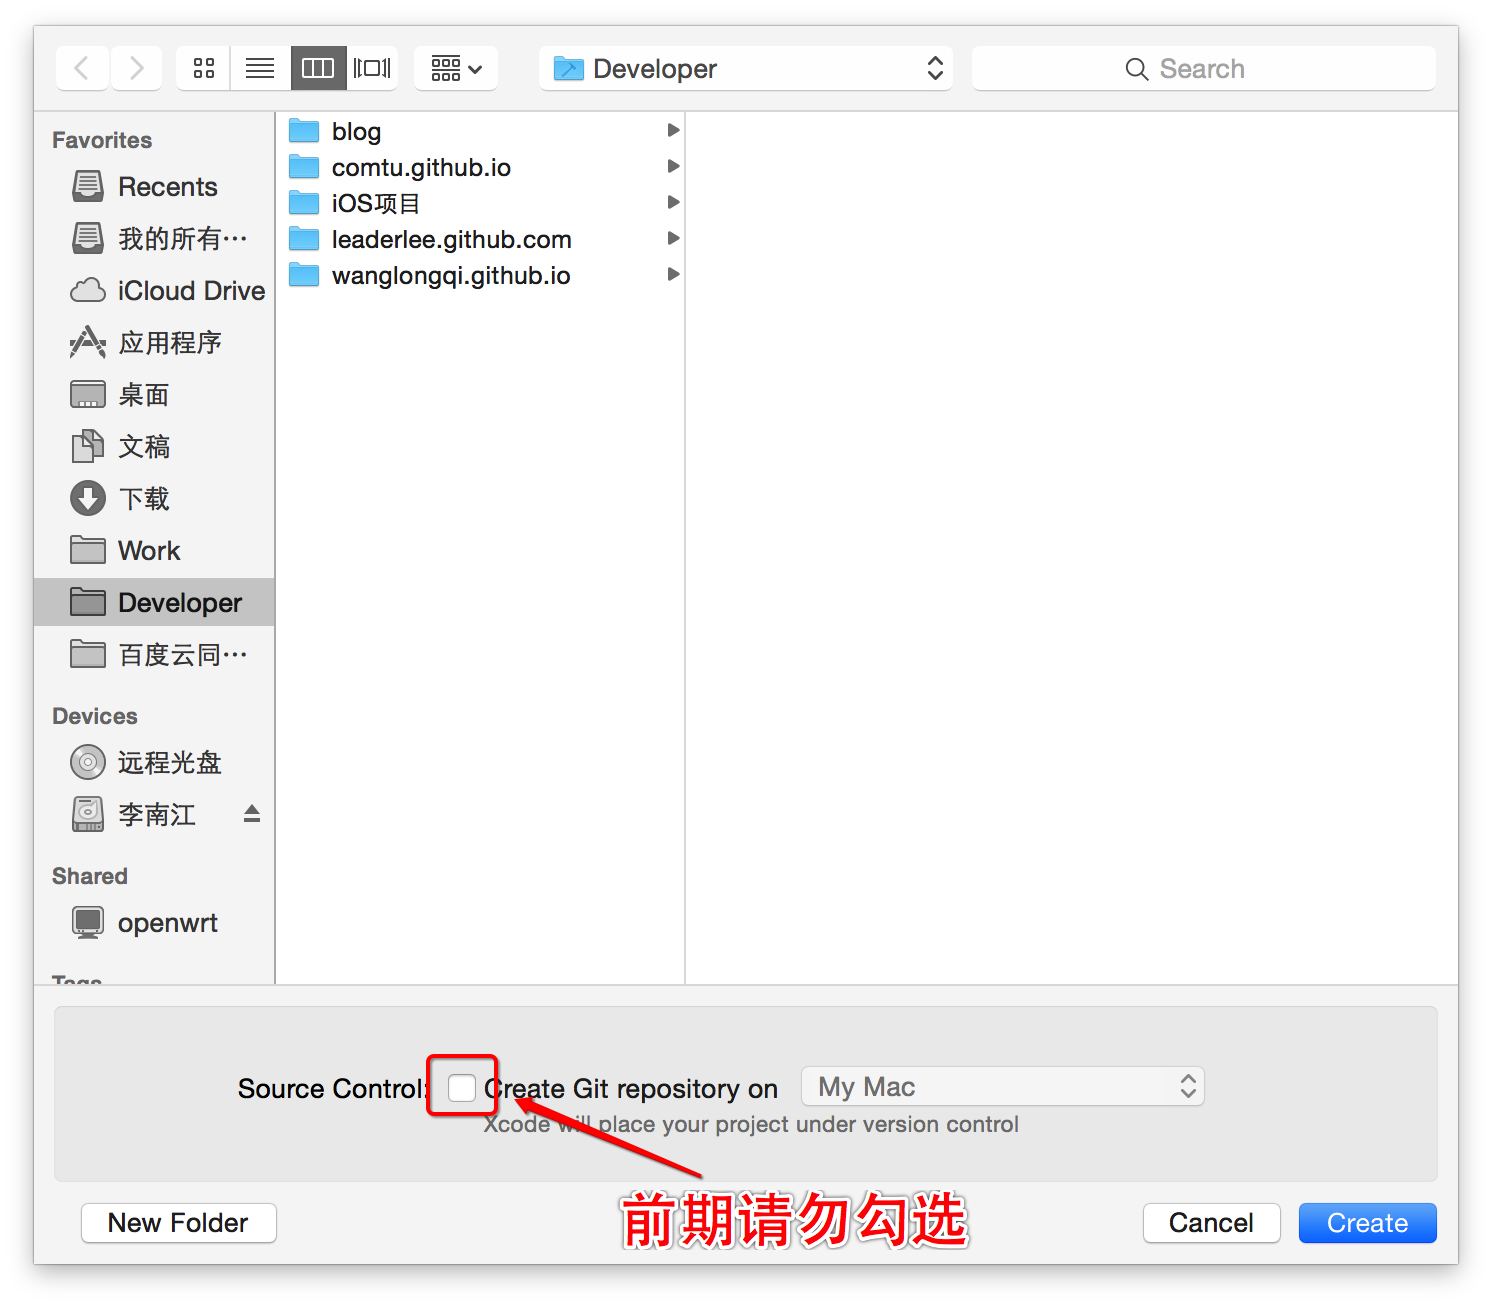 Developer
Search
Favorites
Recents
我的所有…
iCloud Drive
应用程序
桌面
文稿
下载
Work
Developer
百度云同…
Devices
远程光盘
李南江
Shared
openwrt
Tags
blog
comtu.github.io
iOS项目
leaderlee.github.com
wanglongqi.github.io
Source Control: Create Git repository on My Mac
Xcode will place your project under version control
前期请勿勾选
New Folder
Cancel
Create